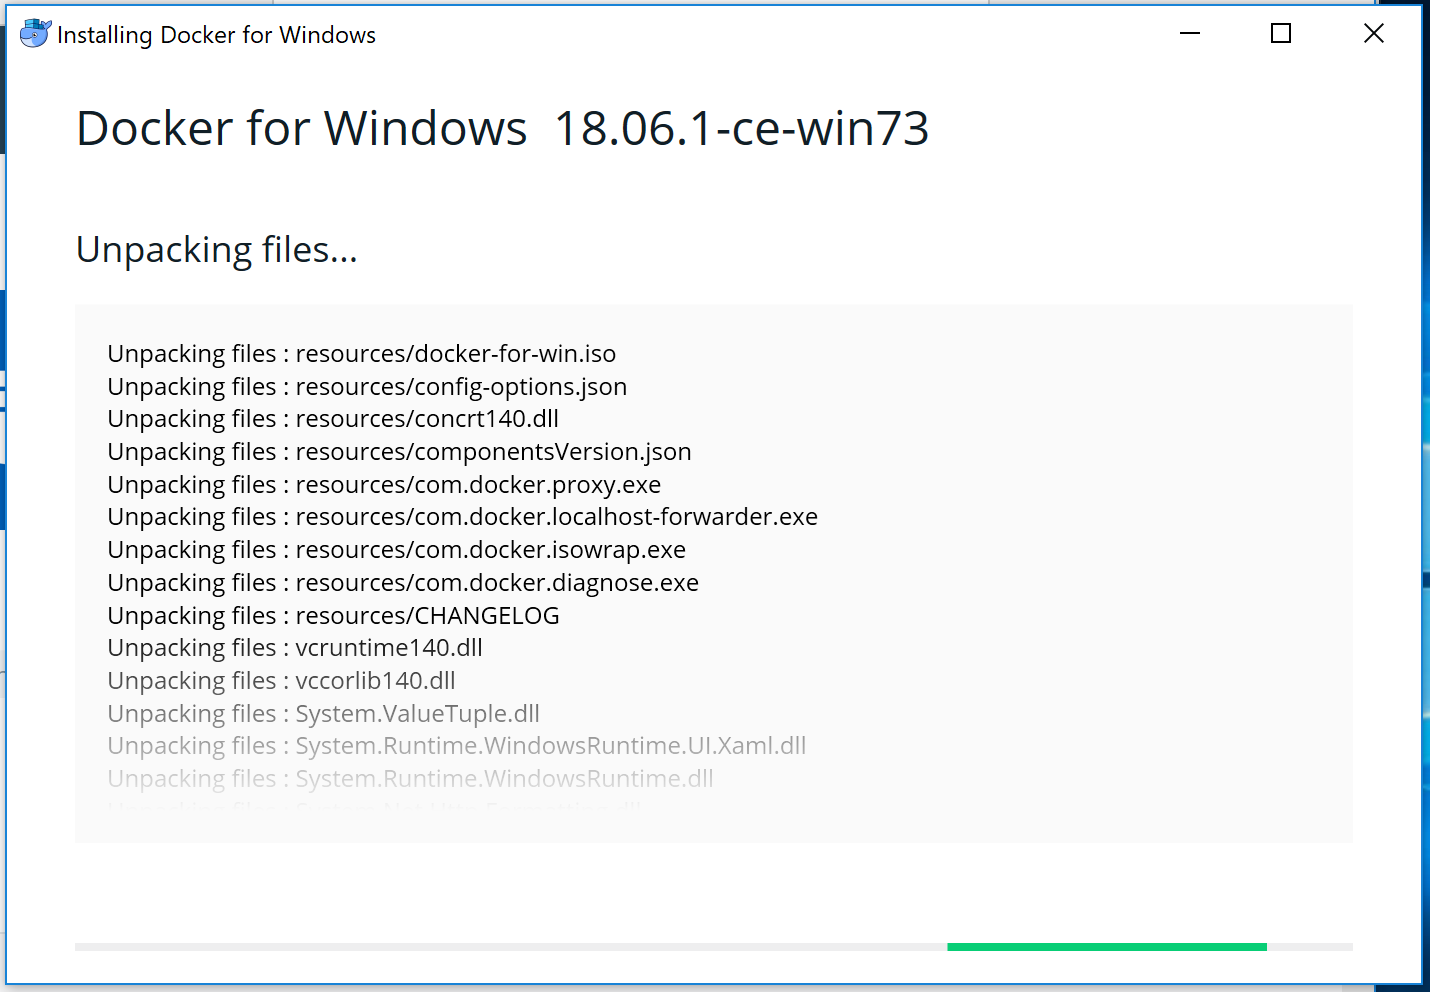 Installing Docker for Windows
Docker for Windows 18.06.1-ce-win73
Unpacking files...
Unpacking files : resources/docker-for-win.iso
Unpacking files : resources/config-options.json
Unpacking files : resources/concrt140.dll
Unpacking files : resources/componentsVersion.json
Unpacking files : resources/com.docker.proxy.exe
Unpacking files : resources/com.docker.localhost-forwarder.exe
Unpacking files : resources/com.docker.isowrap.exe
Unpacking files : resources/com.docker.diagnose.exe
Unpacking files : resources/CHANGELOG
Unpacking files : vcruntime140.dll
Unpacking files : vccorlib140.dll
Unpacking files : System.ValueTuple.dll
Unpacking files : System.Runtime.WindowsRuntime.UI.Xaml.dll
Unpacking files : System.Runtime.WindowsRuntime.dll